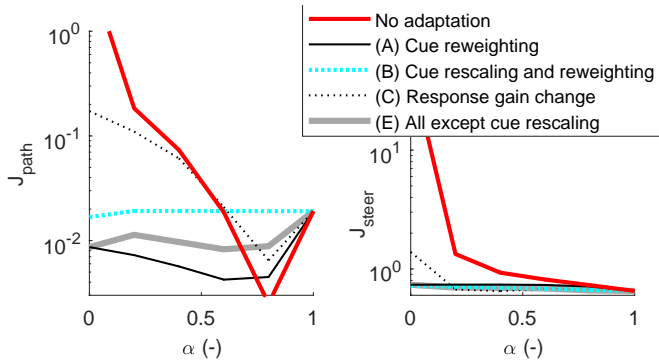 No adaptation
(A) Cue reweighting
(B) Cue rescaling and reweighting
(C) Response gain change
(E) All except cue rescaling
J_path
10^0
10^-1
10^-2
0
0.5
1
α (-)
J_steer
10^1
10^0
0
0.5
1
α (-)